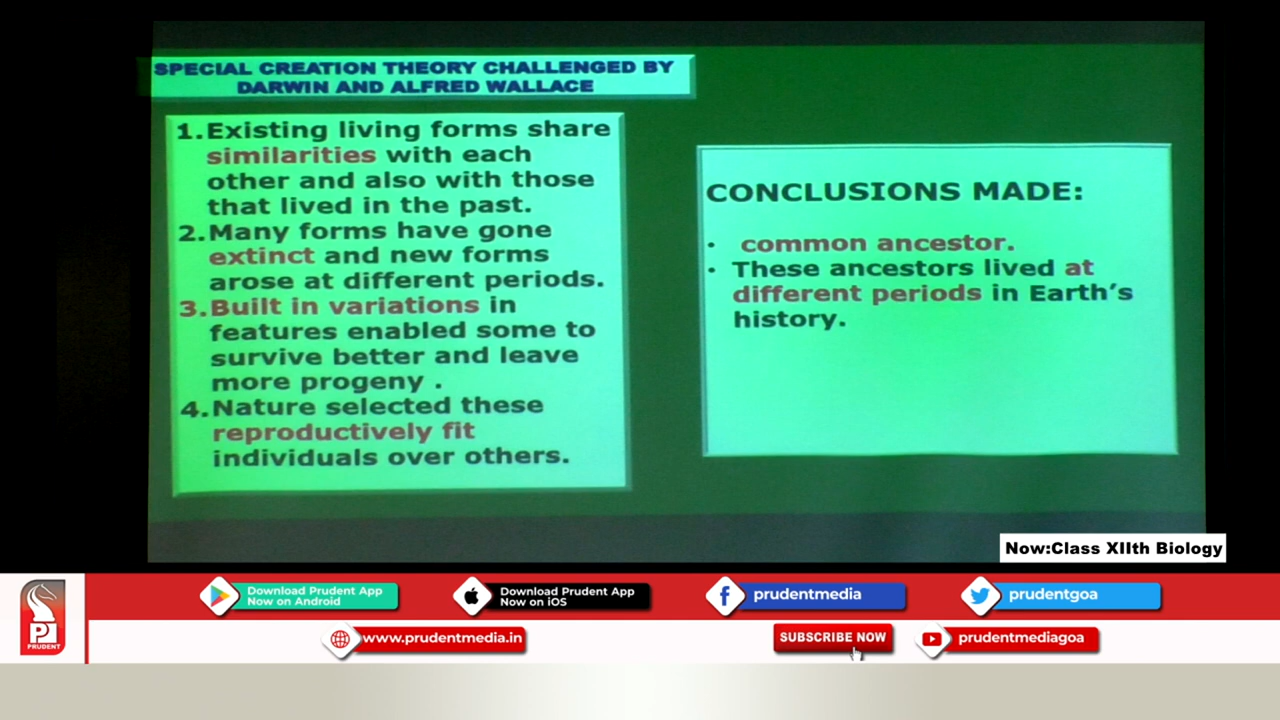 SPECIAL CREATION THEORY CHALLENGED BY
DARWIN AND ALFRED WALLACE
1.Existing living forms share
similarities with each
other and also with those
that lived in the past.
2.Many forms have gone
extinct and new forms
arose at different periods.
3.Built in variations in
features enabled some to
survive better and leave
more progeny .
4.Nature selected these
reproductively fit
individuals over others.
CONCLUSIONS MADE:
• common ancestor.
• These ancestors lived at
different periods in Earth's
history.
Now:Class XIIth Biology
Download Prudent App
Now on Android
Download Prudent App
Now on iOS
prudentmedia
prudentgoa
PRUDENT
www.prudentmedia.in
SUBSCRIBE NOW
prudentmediagoa